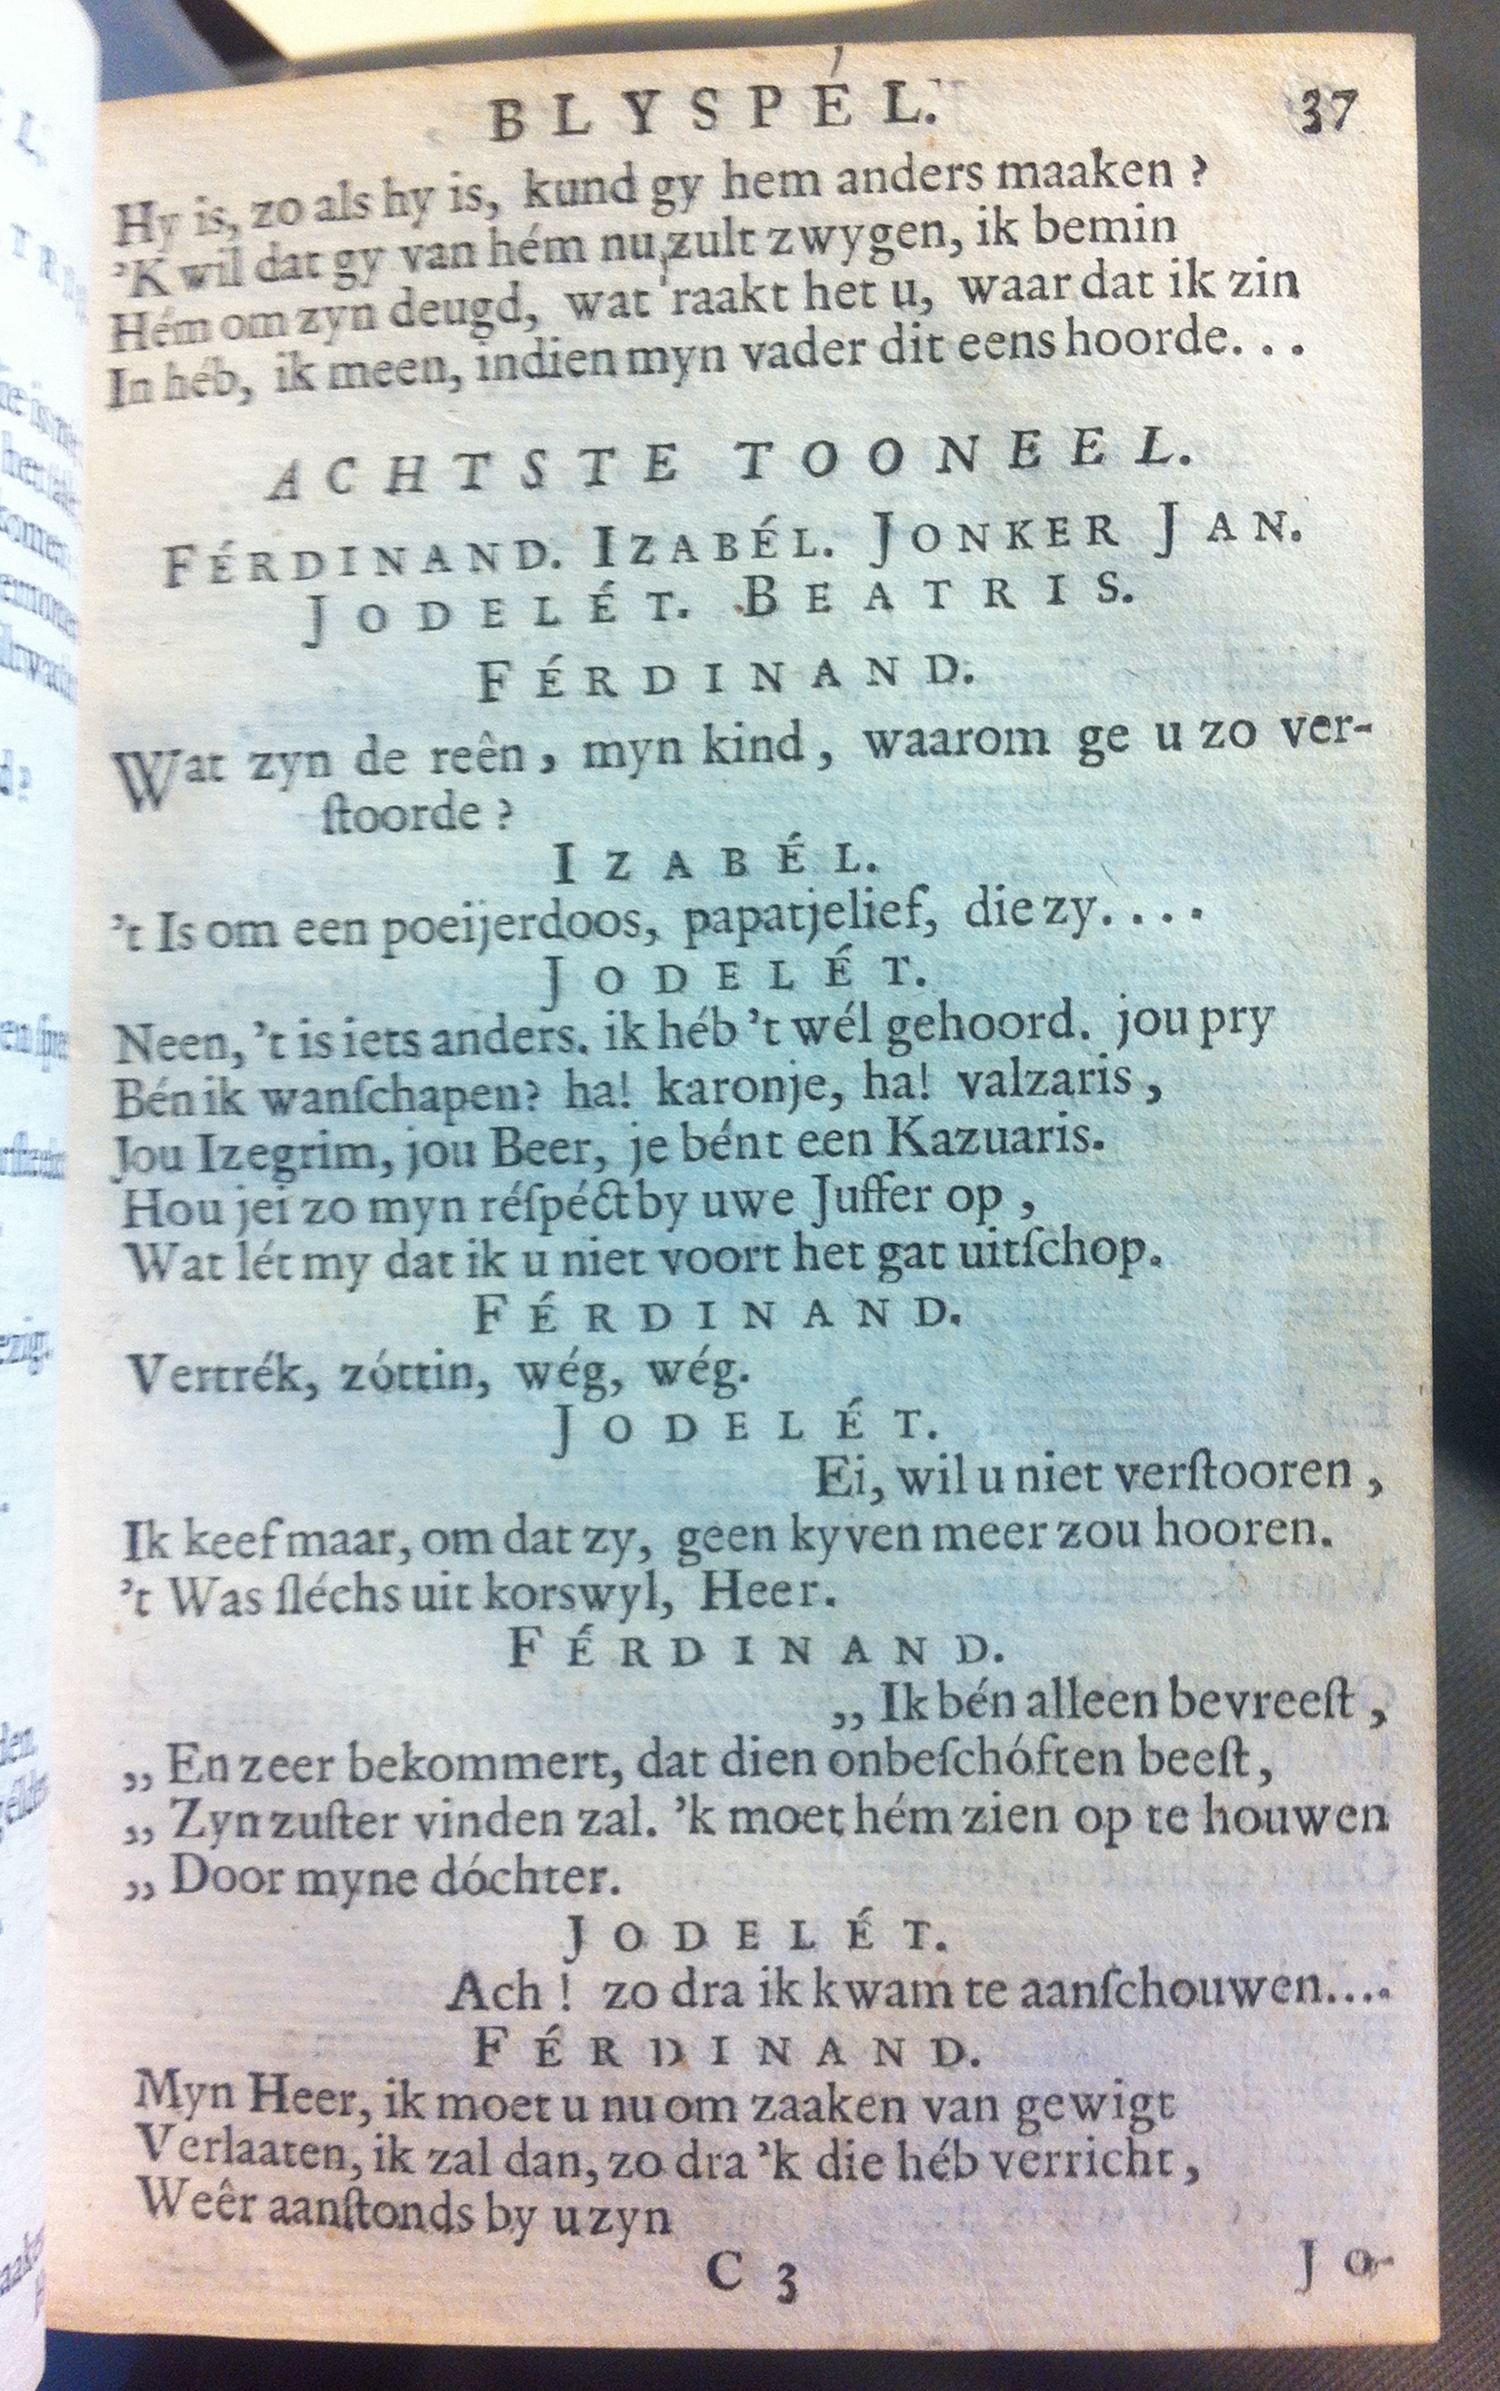 BLYSPÉL. 37
Hy is, zo als hy is, kund gy hem anders maaken ?
'K wil dat gy van hém nu zult zwygen, ik bemin
Hém om zyn deugd, wat raakt het u, waar dat ik zin
In héb, ik meen, indien myn vader dit eens hoorde...
ACHTSTE TOONEEL.
FÉRDINAND. IZABÉL. JONKER JAN.
JODELÉT. BEATRIS.
FÉRDINAND.
Wat zyn de reên, myn kind, waarom ge u zo ver-
ſtoorde ?
IZABÉL.
't Is om een poeijerdoos, papatjelief, die zy....
JODELÉT.
Neen, 't is iets anders. ik héb 't wél gehoord. jou pry
Bén ik wanſchapen? ha! karonje, ha! valzaris,
Jou Izegrim, jou Beer, je bént een Kazuaris.
Hou jei zo myn réſpéct by uwe Juffer op,
Wat lét my dat ik u niet voort het gat uitſchop.
FÉRDINAND.
Vertrék, zóttin, wég, wég.
JODELÉT.
Ei, wil u niet verſtooren,
Ik keef maar, om dat zy, geen kyven meer zou hooren.
't Was ſléchs uit korswyl, Heer.
FÉRDINAND.
„ Ik bén alleen bevreeſt,
„ En zeer bekommert, dat dien onbeſchóften beeſt,
„ Zyn zuſter vinden zal. 'k moet hém zien op te houwen
„ Door myne dóchter.
JODELÉT.
Ach ! zo dra ik kwam te aanſchouwen....
FÉRDINAND.
Myn Heer, ik moet u nu om zaaken van gewigt
Verlaaten, ik zal dan, zo dra 'k die héb verricht,
Weêr aanſtonds by u zyn
C 3 JO-